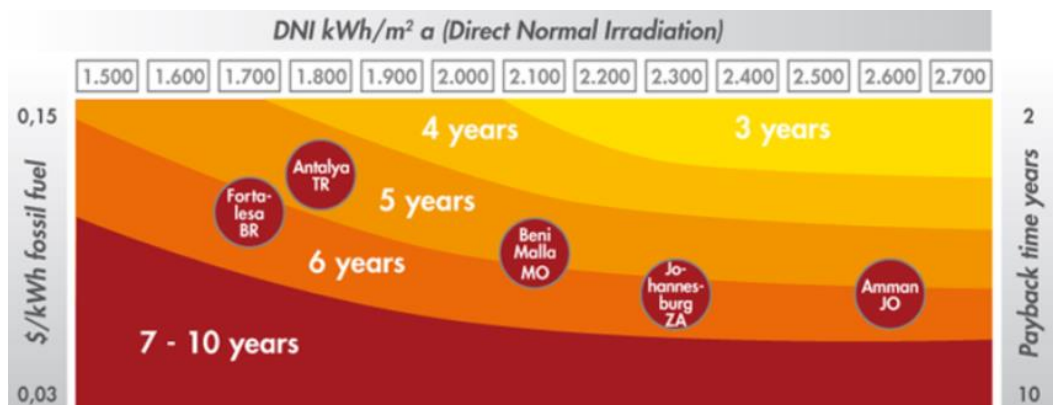 DNI kWh/m² a (Direct Normal Irradiation)
1.500 1.600 1.700 1.800 1.900 2.000 2.100 2.200 2.300 2.400 2.500 2.600 2.700
0,15
$/kWh fossil fuel
0,03
4 years
3 years
Antalya
TR
Forta-
lesa
BR
5 years
Beni
Malla
MO
6 years
Jo-
hannes-
burg
ZA
Amman
JO
7 - 10 years
2
Payback time years
10